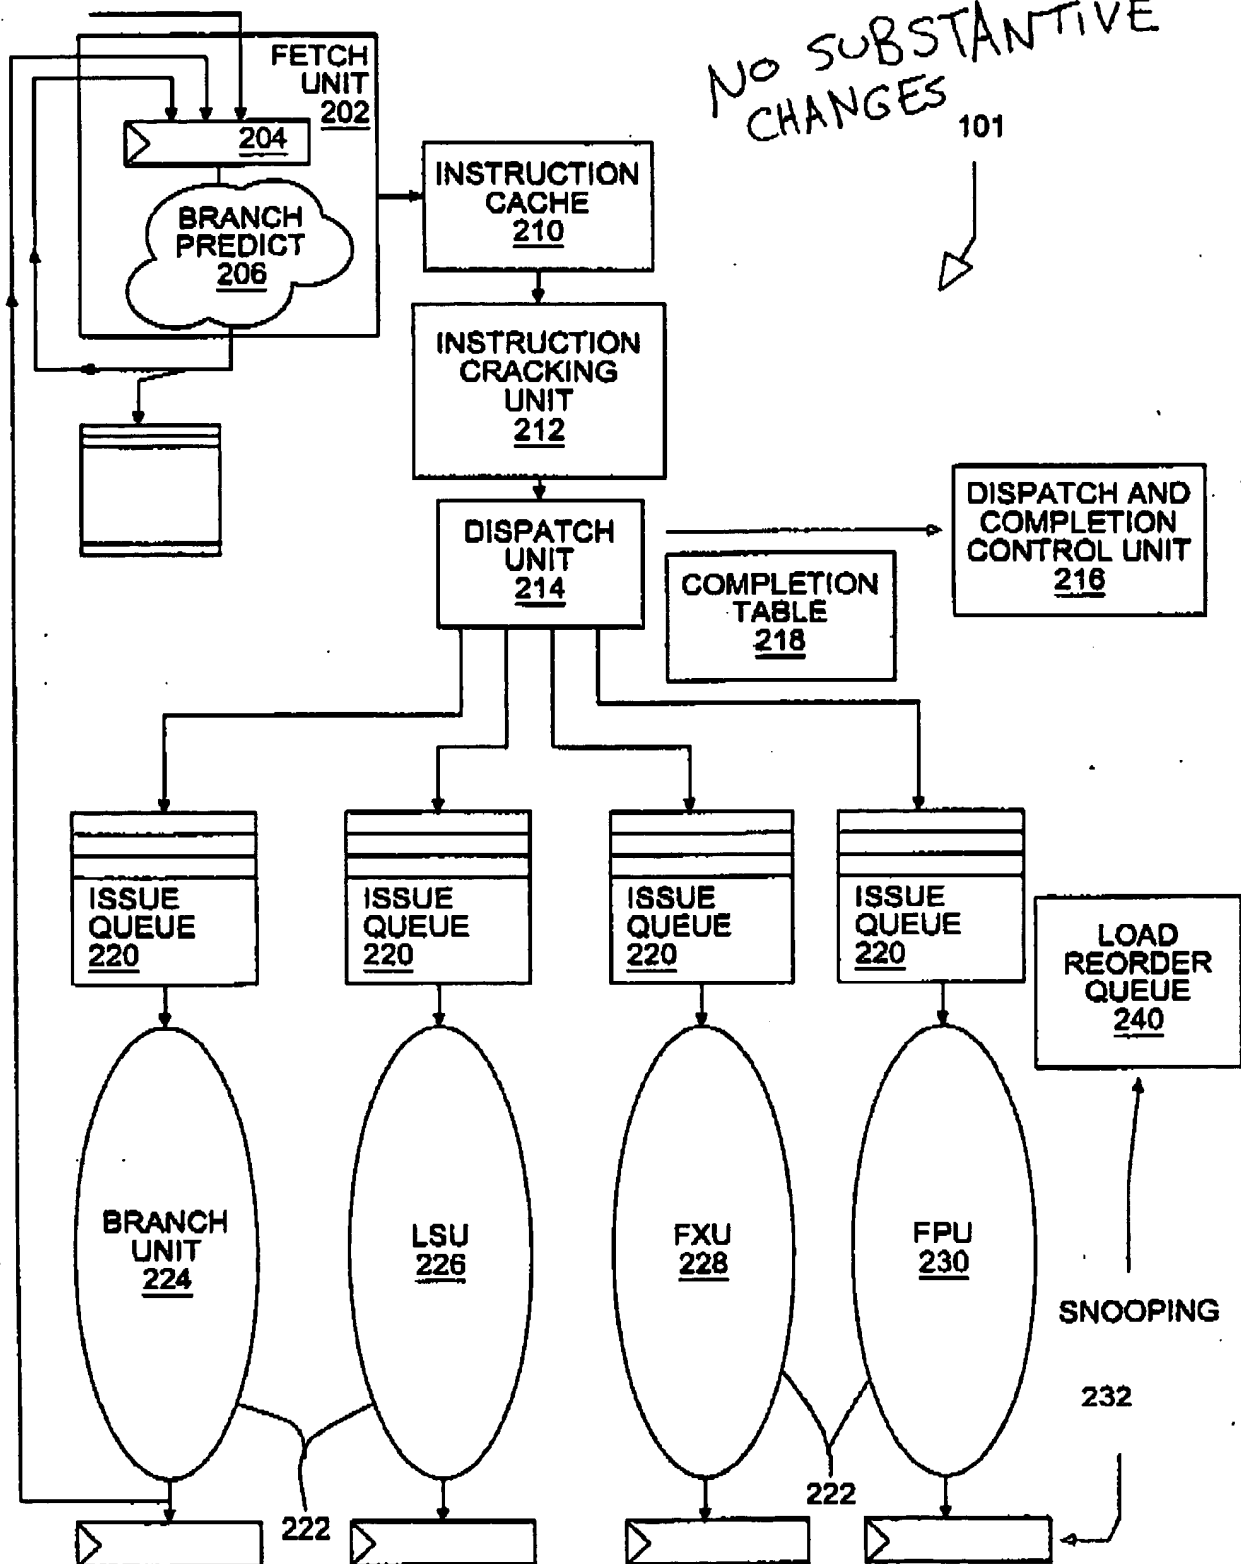 NO SUBSTANTIVE
CHANGES
101
FETCH
UNIT
202
204
BRANCH
PREDICT
206
INSTRUCTION
CACHE
210
INSTRUCTION
CRACKING
UNIT
212
DISPATCH
UNIT
214
DISPATCH AND
COMPLETION
CONTROL UNIT
216
COMPLETION
TABLE
218
ISSUE
QUEUE
220
ISSUE
QUEUE
220
ISSUE
QUEUE
220
ISSUE
QUEUE
220
LOAD
REORDER
QUEUE
240
BRANCH
UNIT
224
LSU
226
FXU
228
FPU
230
SNOOPING
232
222
222